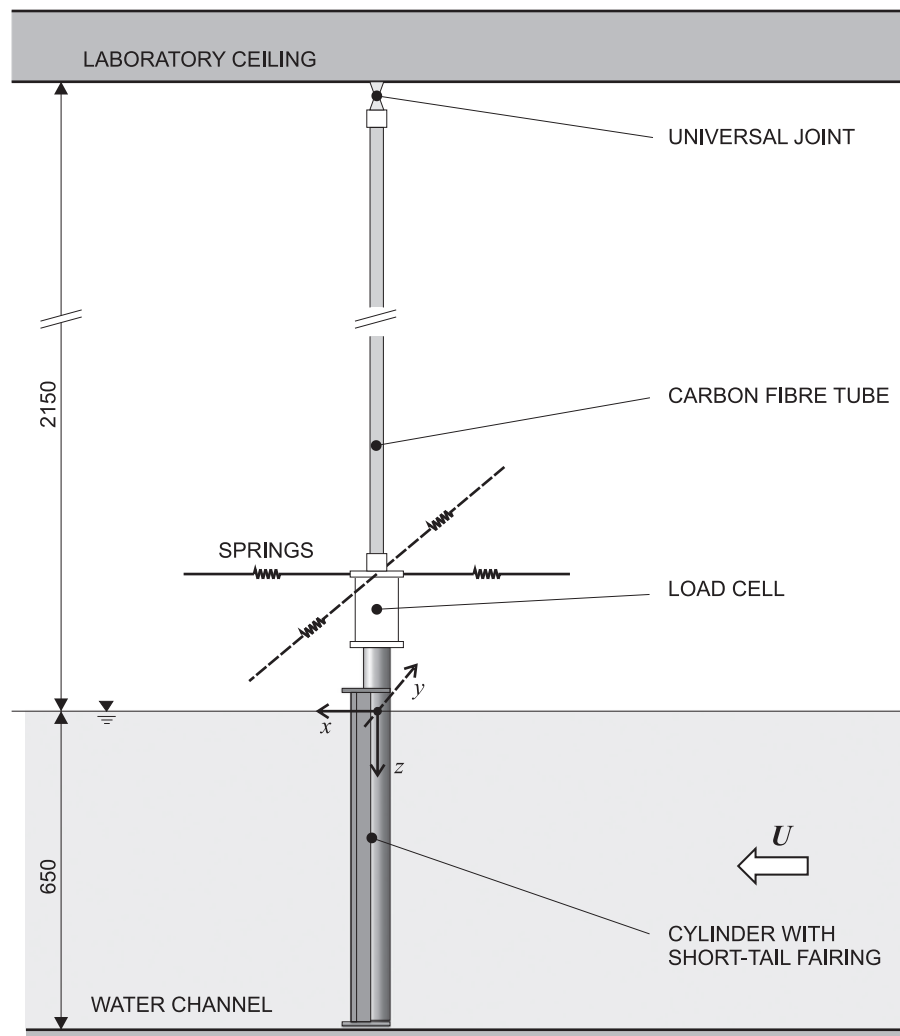 LABORATORY CEILING
UNIVERSAL JOINT
2150
CARBON FIBRE TUBE
SPRINGS
LOAD CELL
y
x
z
U
650
CYLINDER WITH
SHORT-TAIL FAIRING
WATER CHANNEL